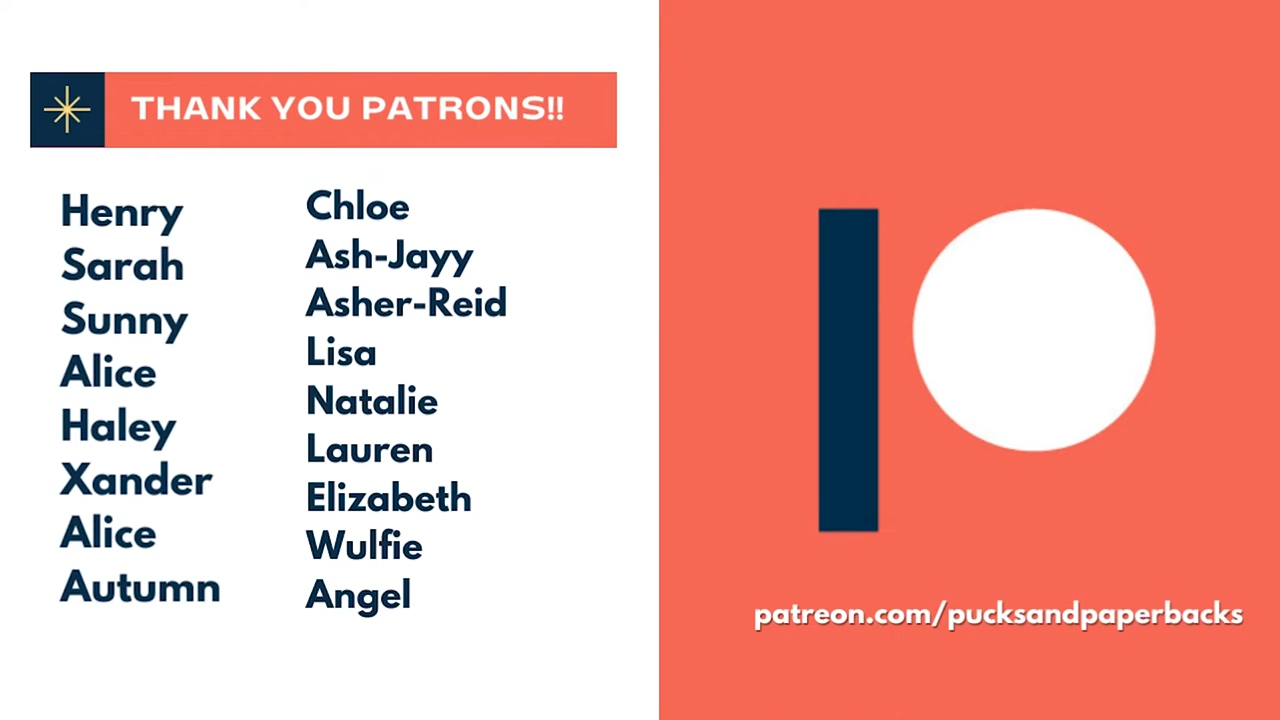 THANK YOU PATRONS!!
Henry
Sarah
Sunny
Alice
Haley
Xander
Alice
Autumn
Chloe
Ash-Jayy
Asher-Reid
Lisa
Natalie
Lauren
Elizabeth
Wulfie
Angel
patreon.com/pucksandpaperbacks